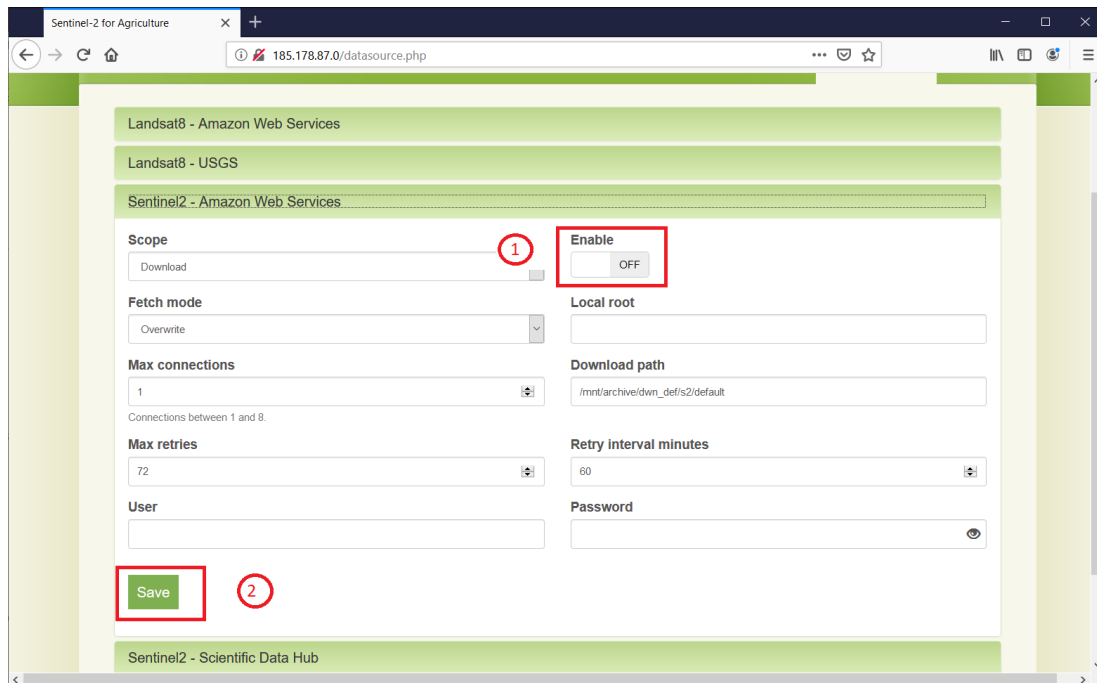 Sentinel-2 for Agriculture
185.178.87.0/datasource.php
Landsat8 - Amazon Web Services
Landsat8 - USGS
Sentinel2 - Amazon Web Services
Scope
1
Enable
Download
OFF
Fetch mode
Local root
Overwrite
Max connections
Download path
1
/mnt/archive/dwn_def/s2/default
Connections between 1 and 8.
Max retries
Retry interval minutes
72
60
User
Password
Save
2
Sentinel2 - Scientific Data Hub